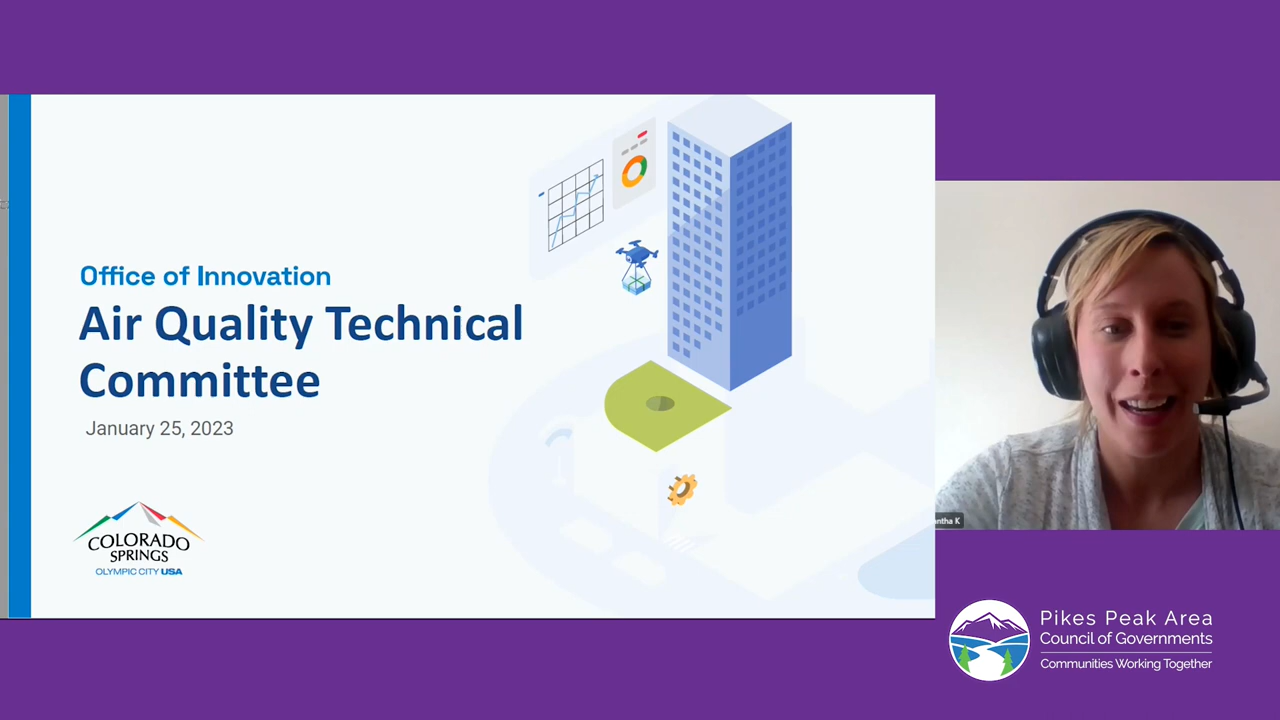 Office of Innovation
Air Quality Technical
Committee
January 25, 2023
COLORADO
SPRINGS
OLYMPIC CITY USA
antha K
Pikes Peak Area
Council of Governments
Communities Working Together